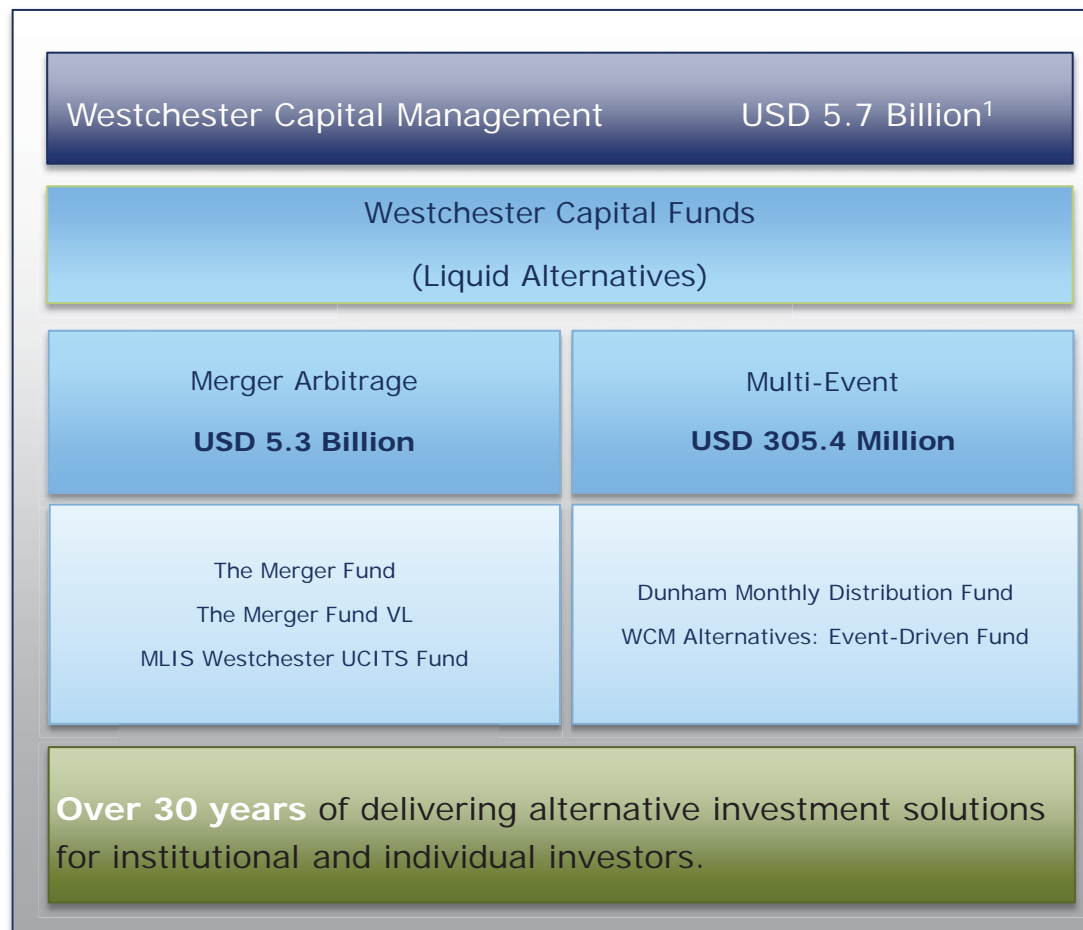 Westchester Capital Management USD 5.7 Billion¹
Westchester Capital Funds
(Liquid Alternatives)
Merger Arbitrage
USD 5.3 Billion
Multi-Event
USD 305.4 Million
The Merger Fund
The Merger Fund VL
MLIS Westchester UCITS Fund
Dunham Monthly Distribution Fund
WCM Alternatives: Event-Driven Fund
Over 30 years of delivering alternative investment solutions
for institutional and individual investors.